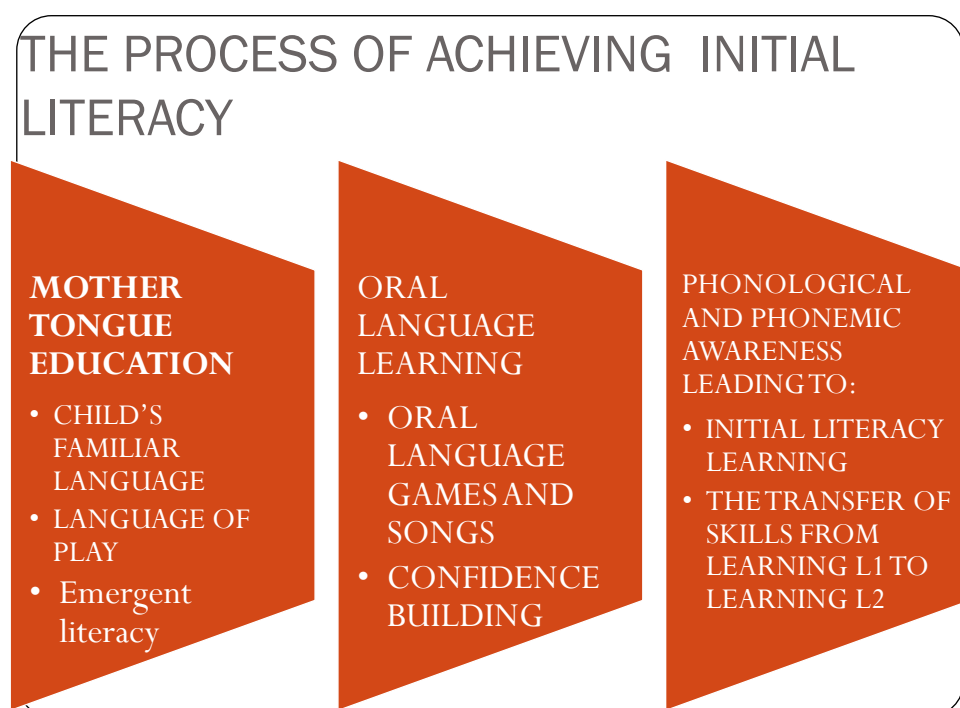 THE PROCESS OF ACHIEVING INITIAL
LITERACY
MOTHER
TONGUE
EDUCATION
• CHILD’S
FAMILIAR
LANGUAGE
• LANGUAGE OF
PLAY
• Emergent
literacy
ORAL
LANGUAGE
LEARNING
• ORAL
LANGUAGE
GAMES AND
SONGS
• CONFIDENCE
BUILDING
PHONOLOGICAL
AND PHONEMIC
AWARENESS
LEADING TO:
• INITIAL LITERACY
LEARNING
• THE TRANSFER OF
SKILLS FROM
LEARNING L1 TO
LEARNING L2